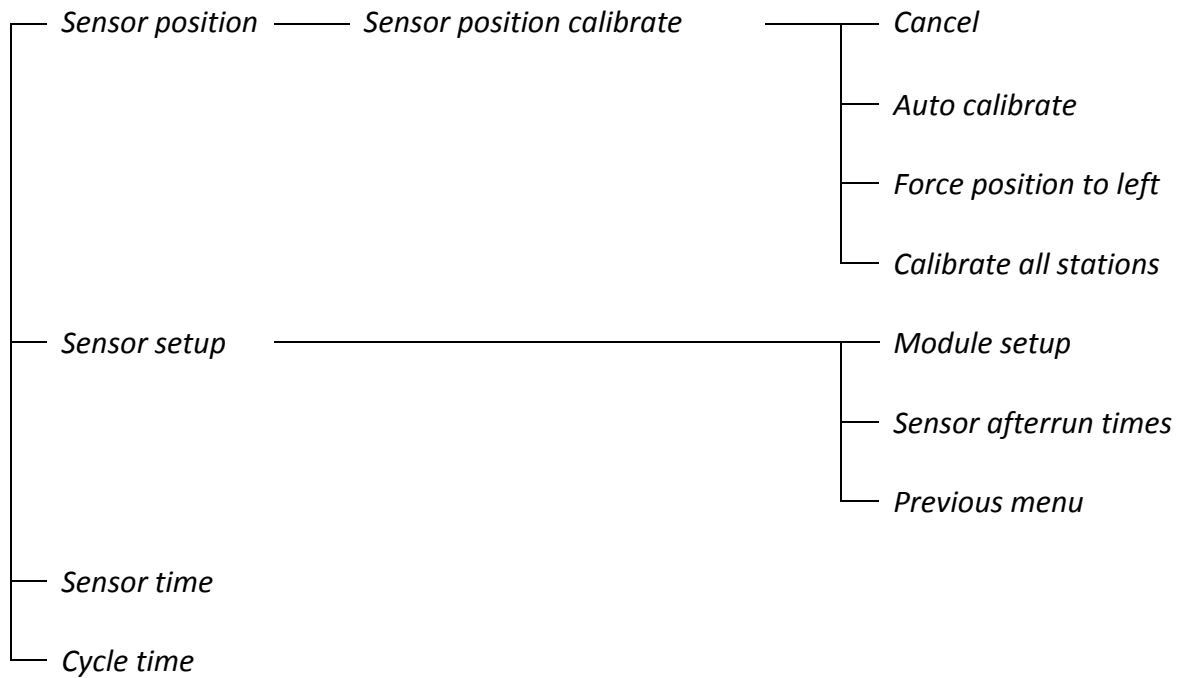 Sensor position Sensor position calibrate Cancel
Auto calibrate
Force position to left
Calibrate all stations
Sensor setup Module setup
Sensor afterrun times
Previous menu
Sensor time
Cycle time